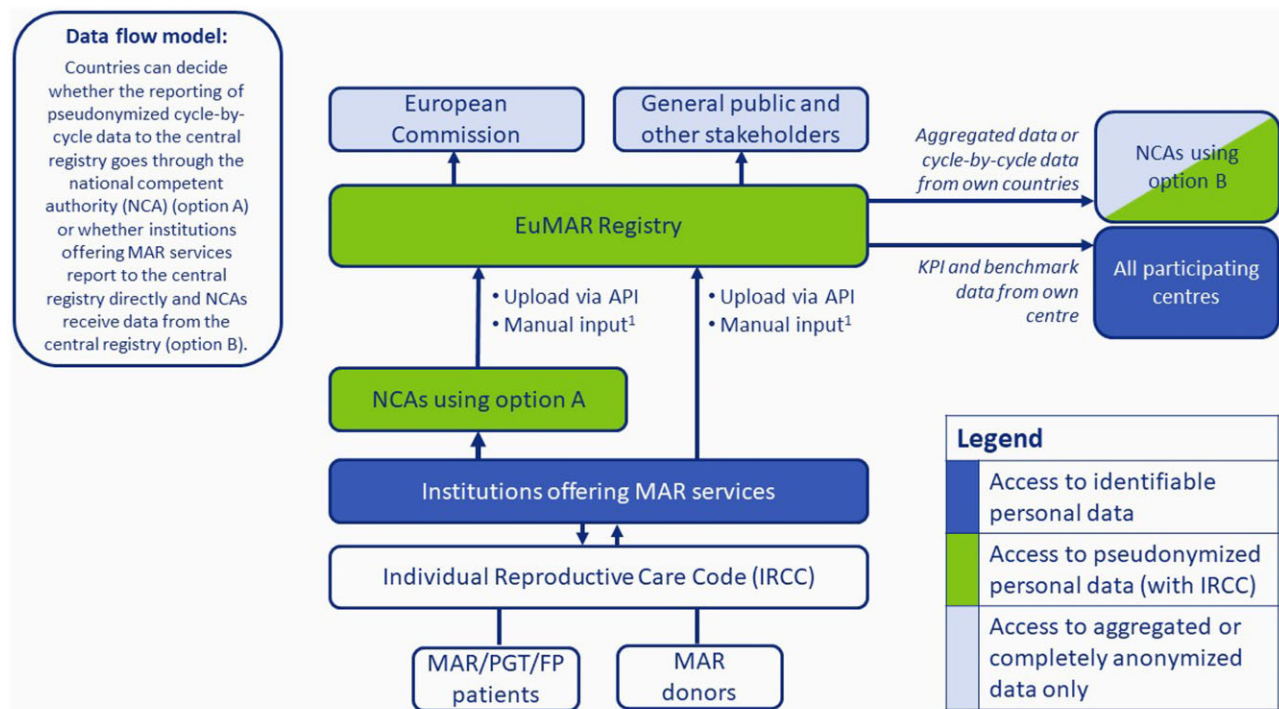 Data flow model:
Countries can decide
whether the reporting of
pseudonymized cycle-by-
cycle data to the central
registry goes through the
national competent
authority (NCA) (option A)
or whether institutions
offering MAR services
report to the central
registry directly and NCAs
receive data from the
central registry (option B).
European
Commission
General public and
other stakeholders
Aggregated data or
cycle-by-cycle data
from own countries
NCAs using
option B
EuMAR Registry
KPI and benchmark
data from own
centre
All participating
centres
• Upload via API
• Manual input¹
• Upload via API
• Manual input¹
NCAs using option A
Institutions offering MAR services
Individual Reproductive Care Code (IRCC)
MAR/PGT/FP
patients
MAR
donors
Legend
Access to identifiable
personal data
Access to pseudonymized
personal data (with IRCC)
Access to aggregated or
completely anonymized
data only